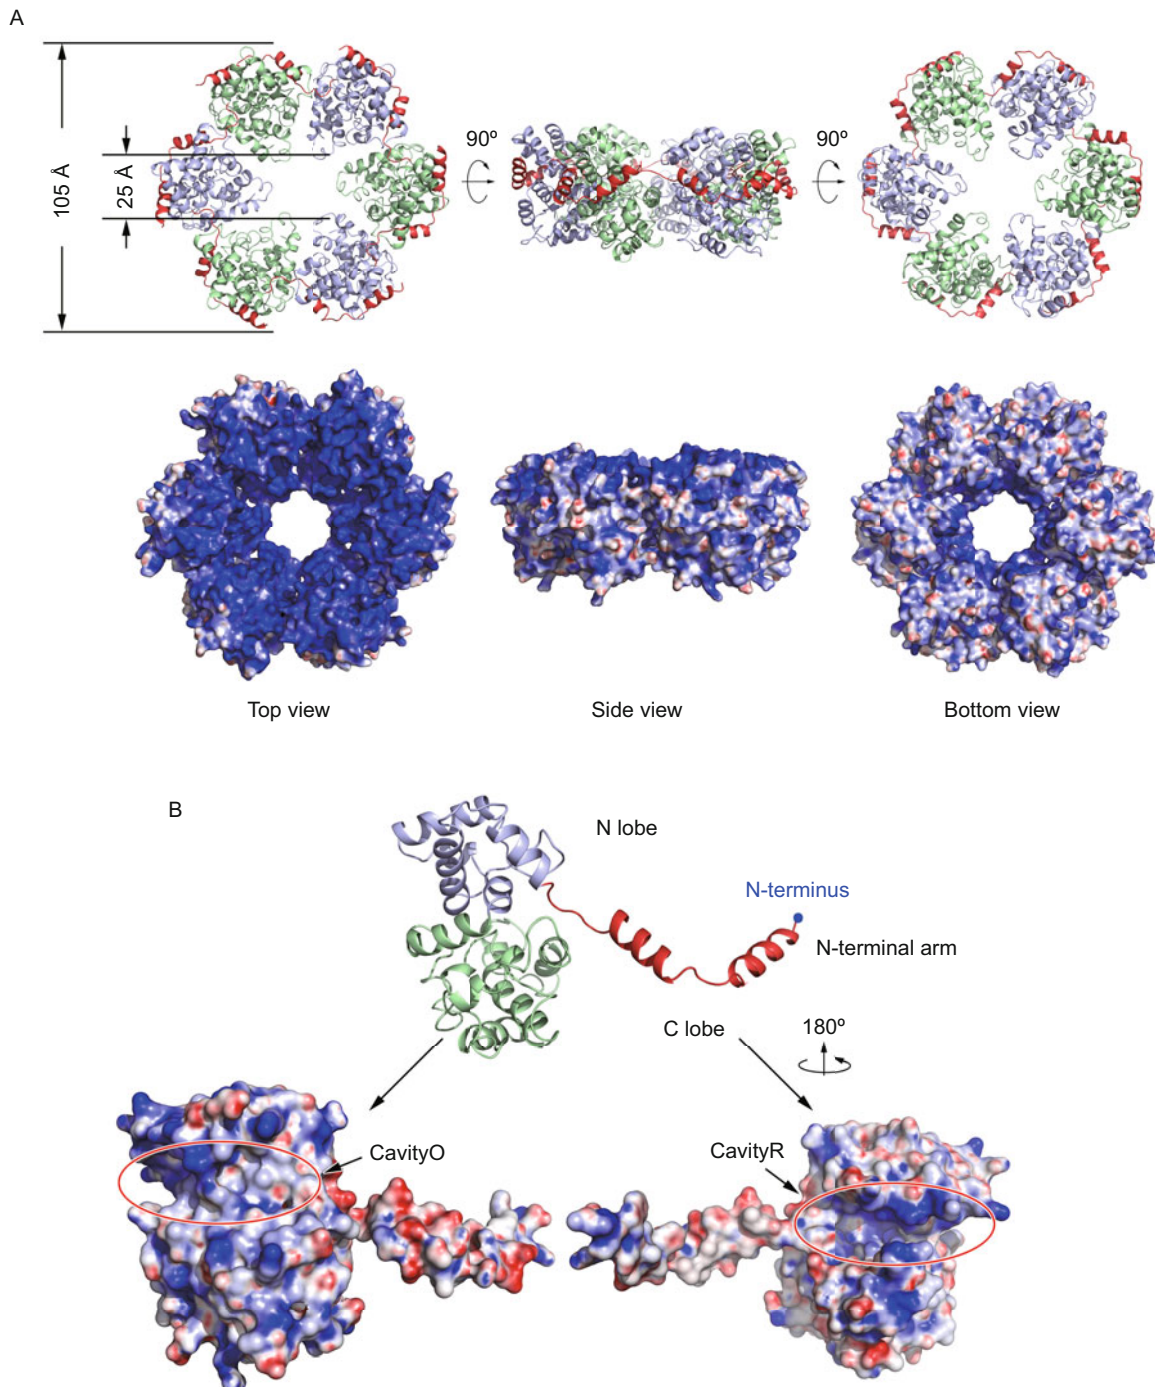 A
105 Å
25 Å
90º
90º
Top view
Side view
Bottom view
B
N lobe
N-terminus
N-terminal arm
C lobe
180º
CavityO
CavityR